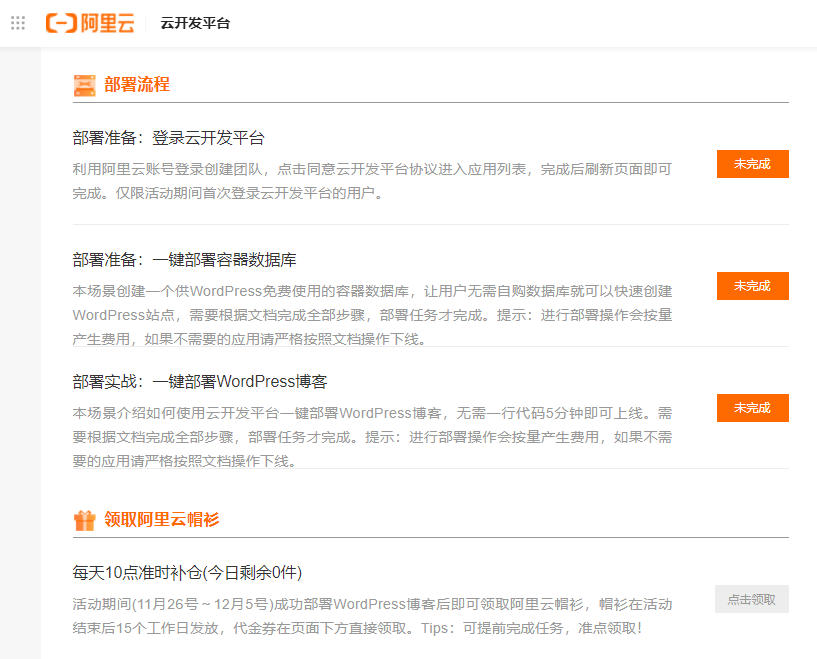 阿里云 云开发平台
部署流程
部署准备：登录云开发平台
利用阿里云账号登录创建团队，点击同意云开发平台协议进入应用列表，完成后刷新页面即可
完成。仅限活动期间首次登录云开发平台的用户。
未完成
部署准备：一键部署容器数据库
本场景创建一个供WordPress免费使用的容器数据库，让用户无需自购数据库就可以快速创建
WordPress站点，需要根据文档完成全部步骤，部署任务才完成。提示：进行部署操作会按量
产生费用，如果不需要的应用请严格按照文档操作下线。
未完成
部署实战：一键部署WordPress博客
本场景介绍如何使用云开发平台一键部署WordPress博客，无需一行代码5分钟即可上线。需
要根据文档完成全部步骤，部署任务才完成。提示：进行部署操作会按量产生费用，如果不需
要的应用请严格按照文档操作下线。
未完成
领取阿里云帽衫
每天10点准时补仓(今日剩余0件)
活动期间(11月26号～12月5号)成功部署WordPress博客后即可领取阿里云帽衫，帽衫在活动
结束后15个工作日发放，代金券在页面下方直接领取。Tips：可提前完成任务，准点领取！
点击领取